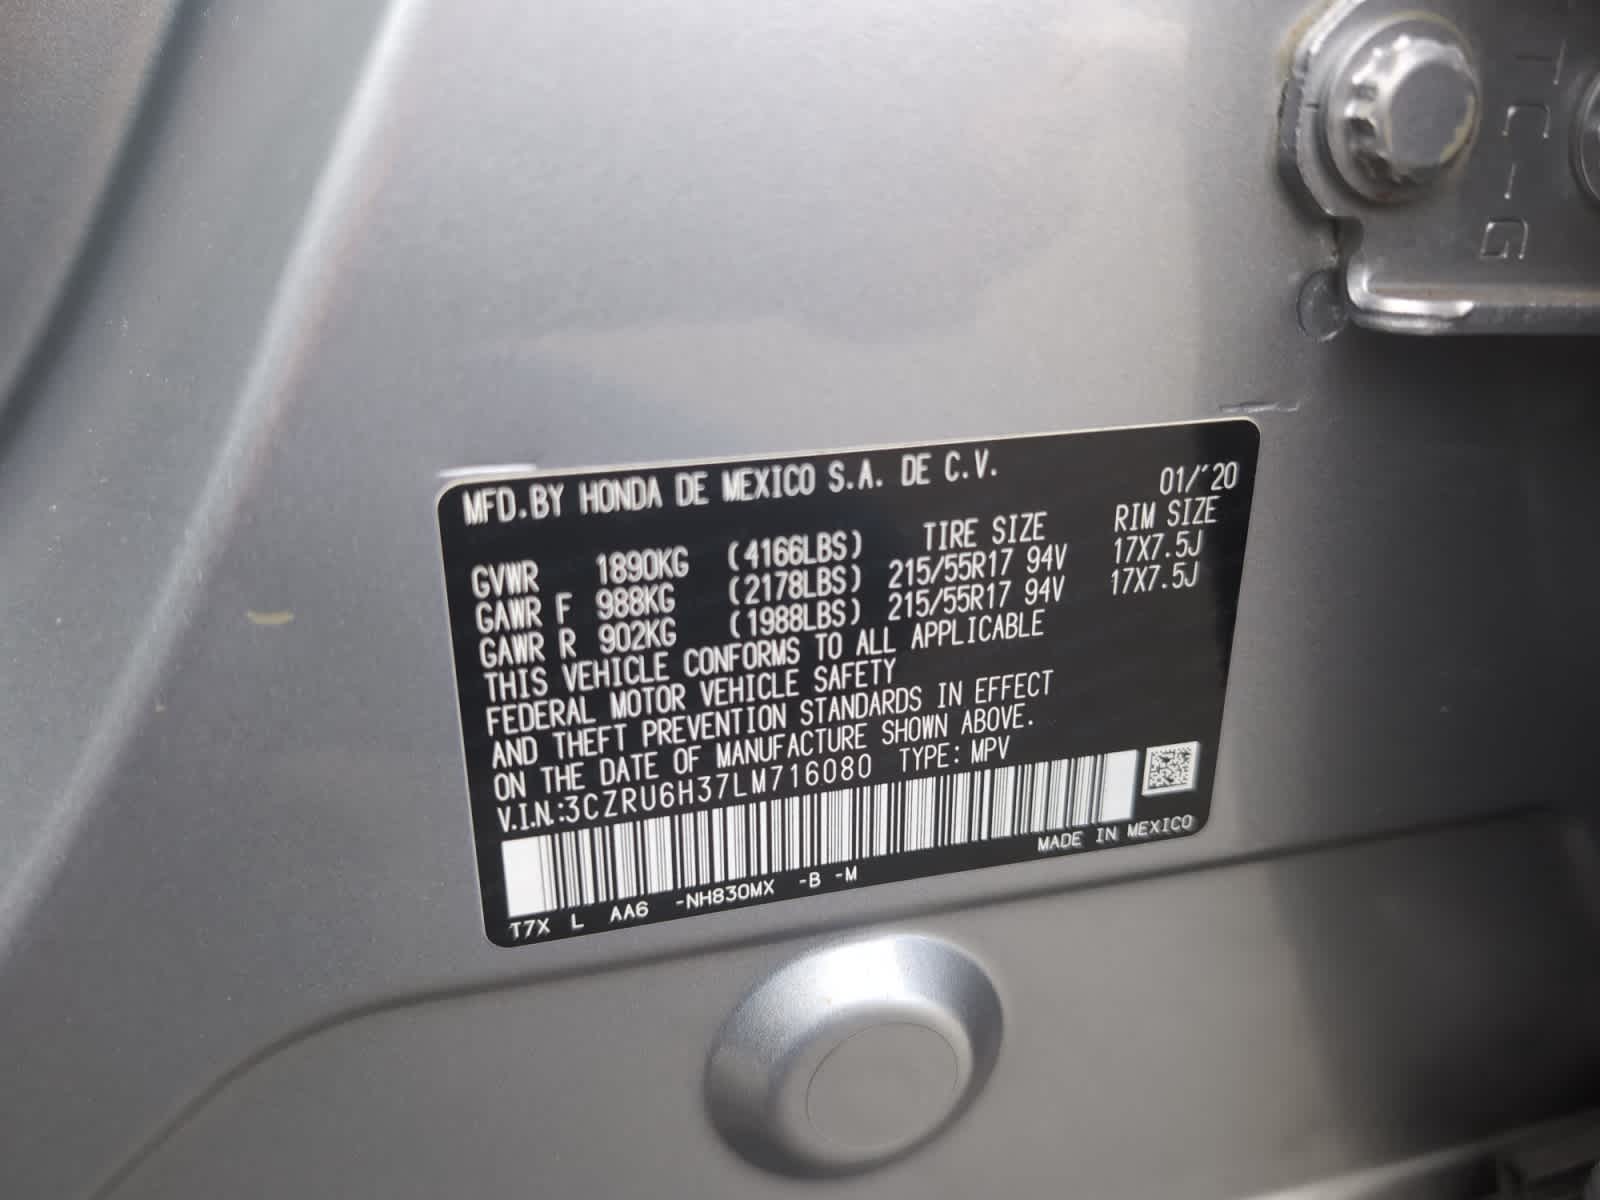 MFD.BY HONDA DE MEXICO S.A. DE C.V. 01/'20
TIRE SIZE RIM SIZE
GVWR 1890KG (4166LBS)
GAWR F 988KG (2178LBS) 215/55R17 94V 17X7.5J
GAWR R 902KG (1988LBS) 215/55R17 94V 17X7.5J
THIS VEHICLE CONFORMS TO ALL APPLICABLE
FEDERAL MOTOR VEHICLE SAFETY
AND THEFT PREVENTION STANDARDS IN EFFECT
ON THE DATE OF MANUFACTURE SHOWN ABOVE.
V.I.N.:3CZRU6H37LM716080 TYPE:MPV
MADE IN MEXICO
T7X L AA6 -NH830MX -B -M